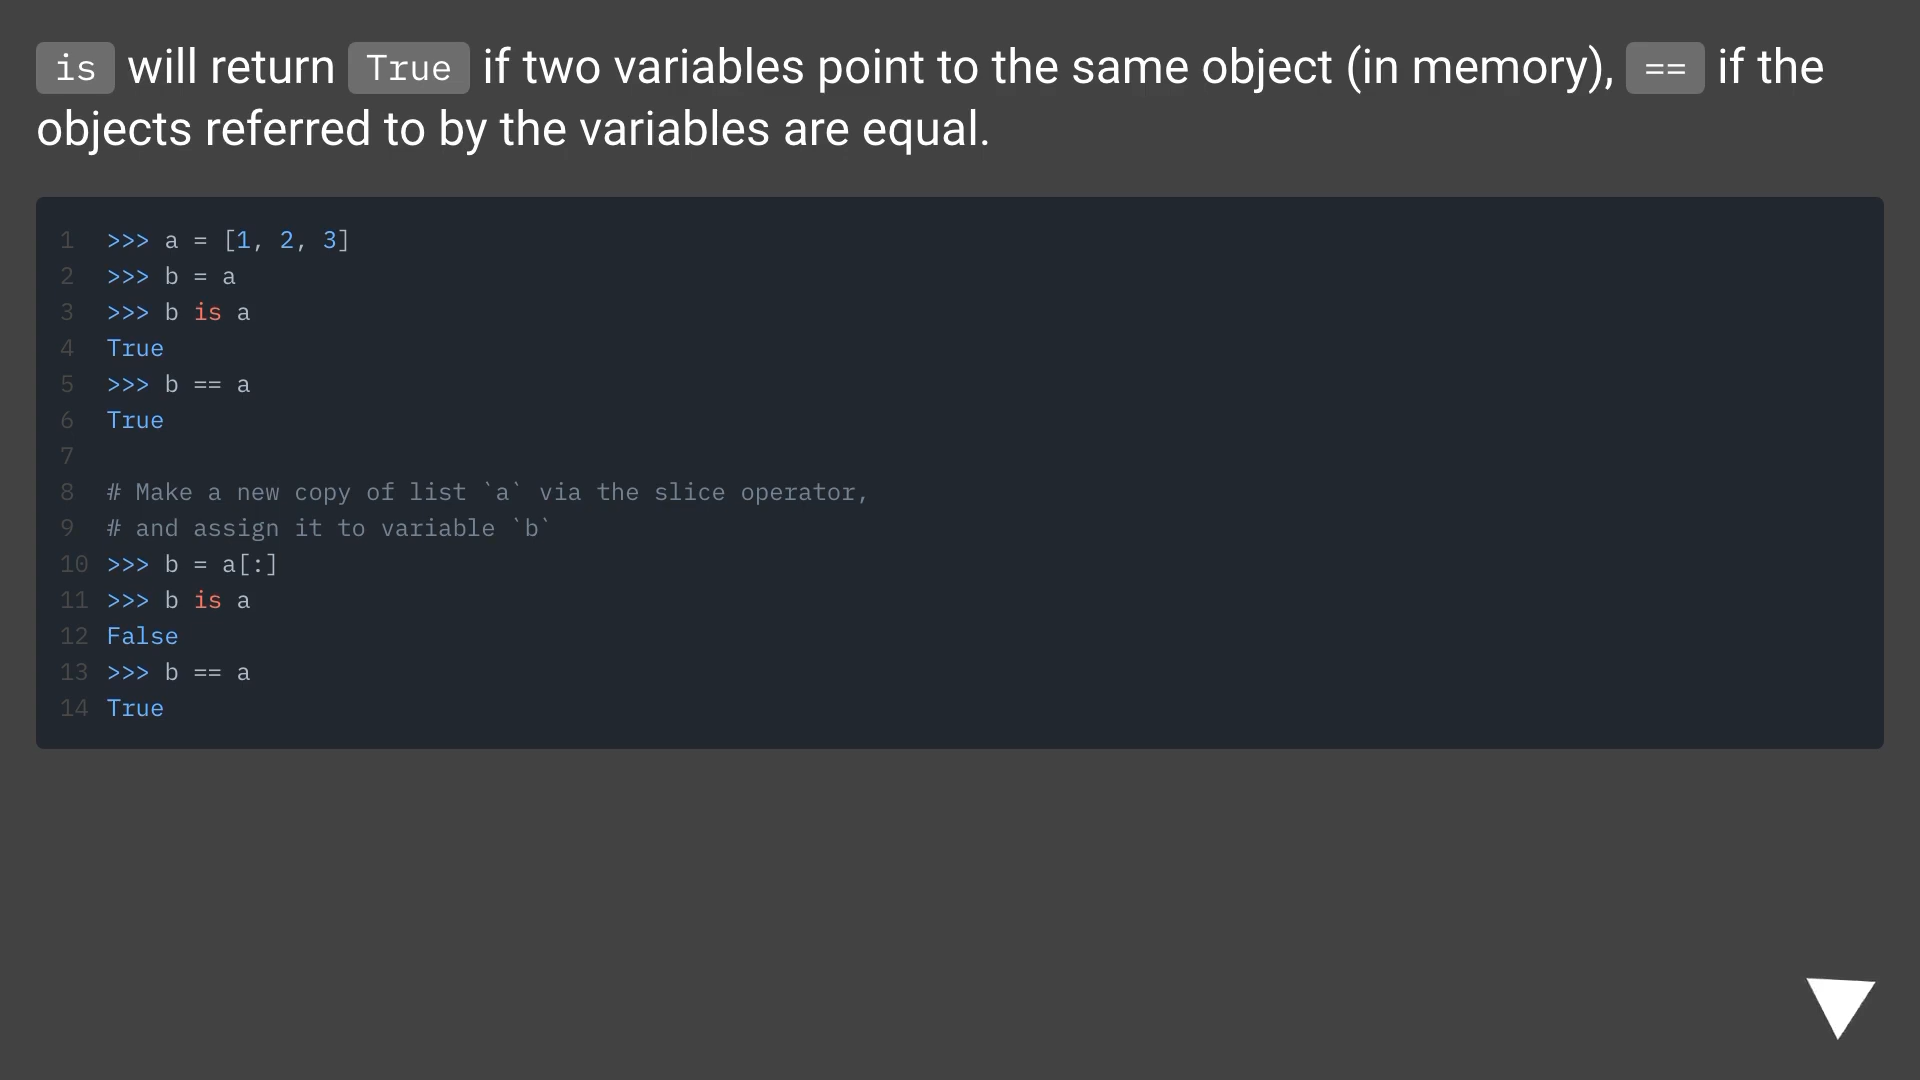 is will return True if two variables point to the same object (in memory), == if the
objects referred to by the variables are equal.
1 >>> a = [1, 2, 3]
2 >>> b = a
3 >>> b is a
4 True
5 >>> b == a
6 True
7
8 # Make a new copy of list `a` via the slice operator,
9 # and assign it to variable `b`
10 >>> b = a[:]
11 >>> b is a
12 False
13 >>> b == a
14 True